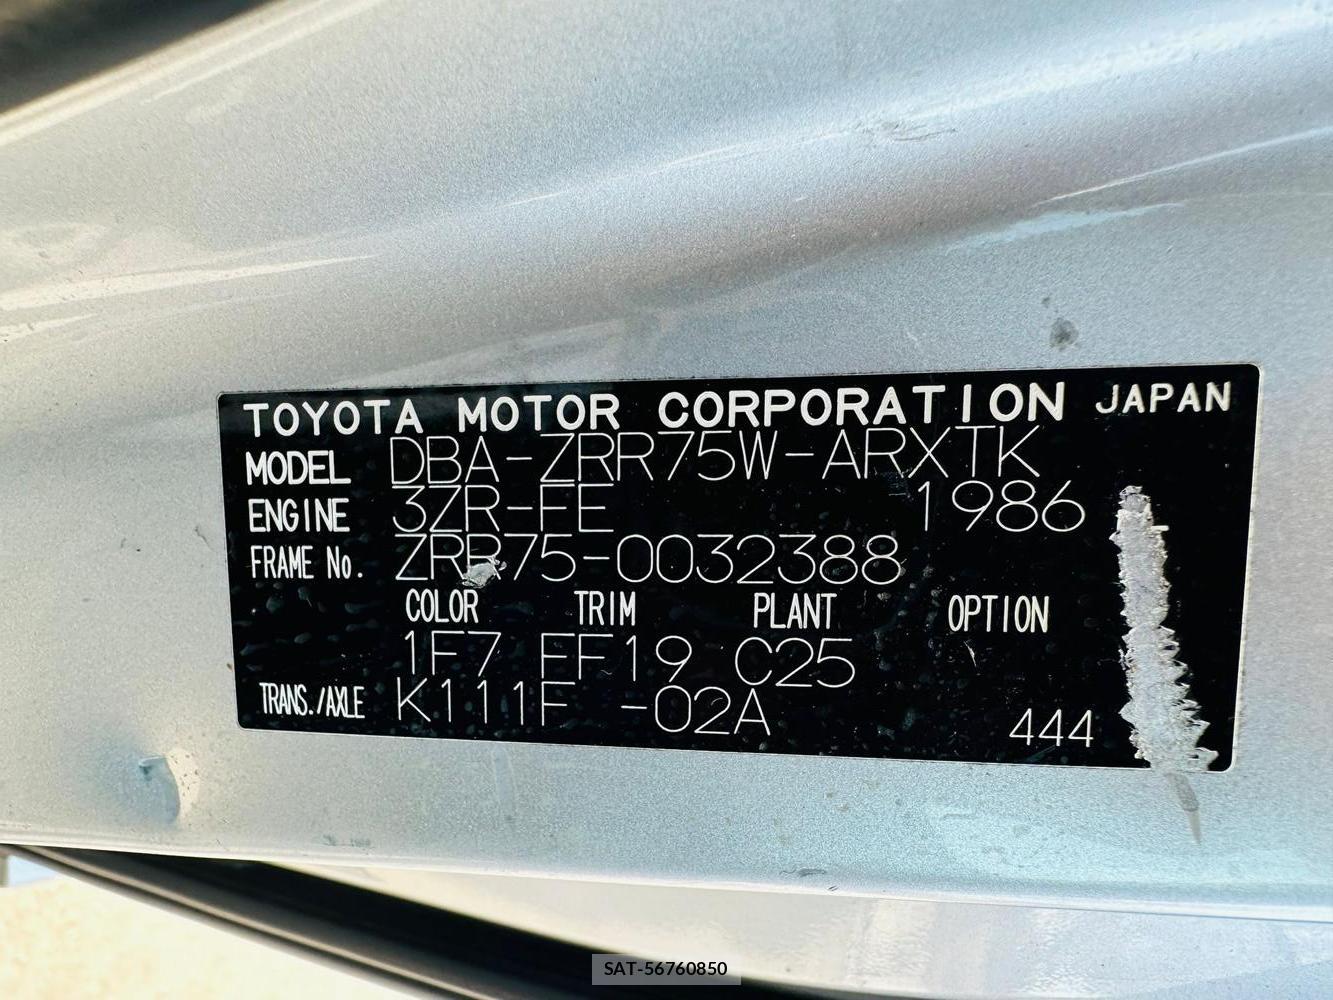 TOYOTA MOTOR CORPORATION JAPAN
MODEL DBA-ZRR75W-ARXTK
ENGINE 3ZR-FE 1986
FRAME No. ZRR75-0032388
COLOR TRIM PLANT OPTION
1F7 FF19 C25
TRANS./AXLE K111F -02A 444
SAT-56760850